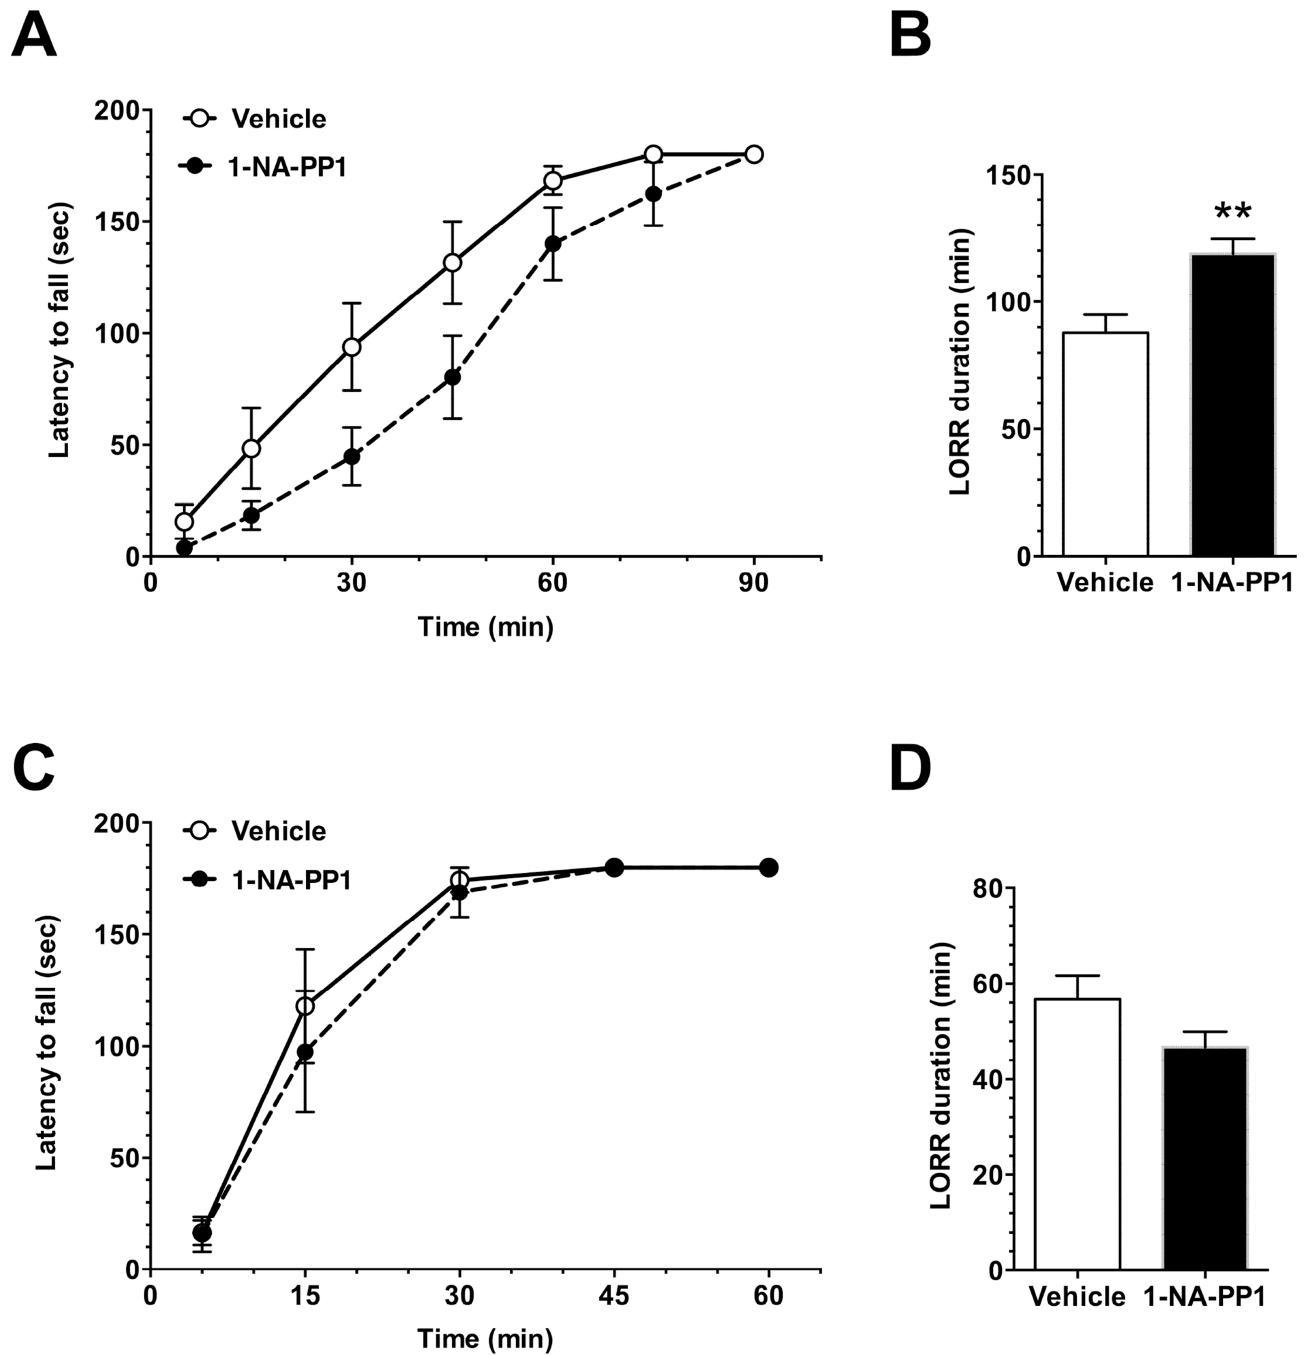 A
200
150
100
50
0
Latency to fall (sec)
Vehicle
1-NA-PP1
0 30 60 90
Time (min)
B
150
100
50
0
LORR duration (min)
**
Vehicle 1-NA-PP1
C
200
150
100
50
0
Latency to fall (sec)
Vehicle
1-NA-PP1
0 15 30 45 60
Time (min)
D
80
60
40
20
0
LORR duration (min)
Vehicle 1-NA-PP1